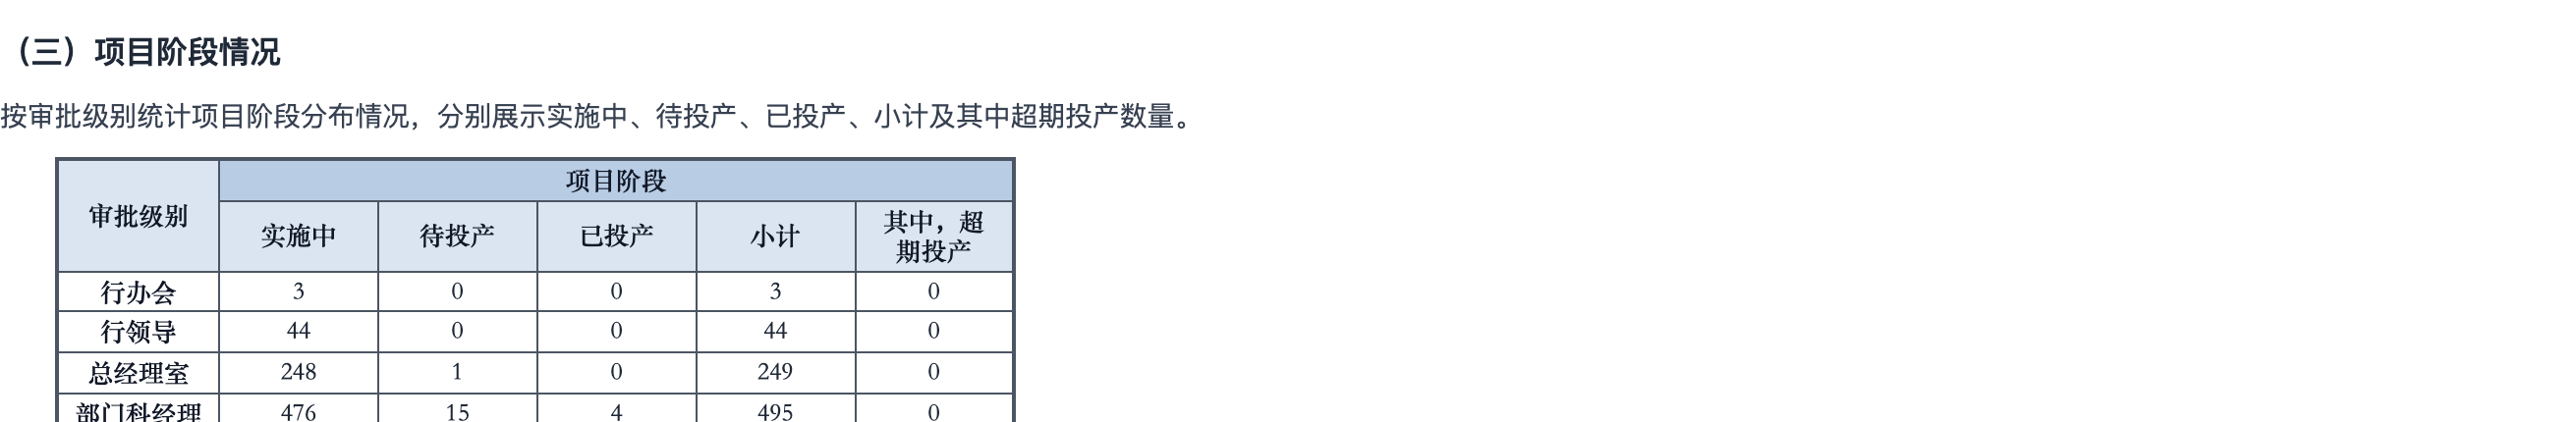 （三）项目阶段情况
按审批级别统计项目阶段分布情况，分别展示实施中、待投产、已投产、小计及其中超期投产数量。
审批级别 项目阶段
实施中 待投产 已投产 小计 其中，超
期投产
行办会 3 0 0 3 0
行领导 44 0 0 44 0
总经理室 248 1 0 249 0
部门科经理 476 15 4 495 0